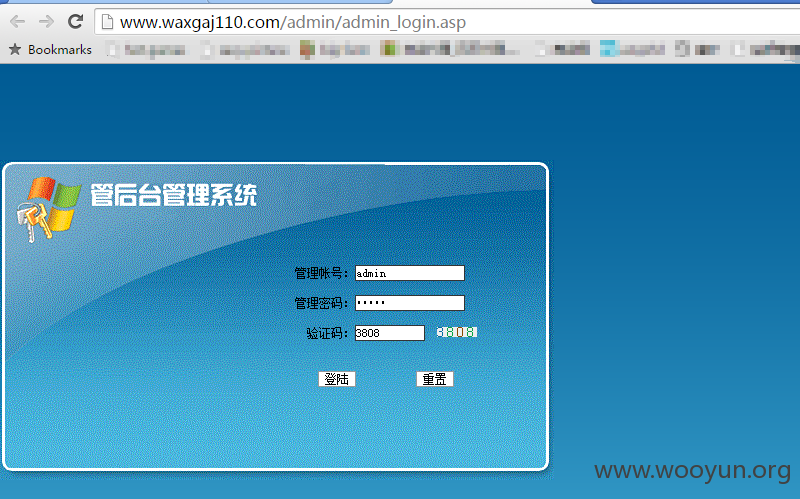 www.waxgaj110.com/admin/admin_login.asp
Bookmarks
管后台管理系统
管理帐号： admin
管理密码： •••••
验证码： 3808 3808
登陆 重置
www.wooyun.org